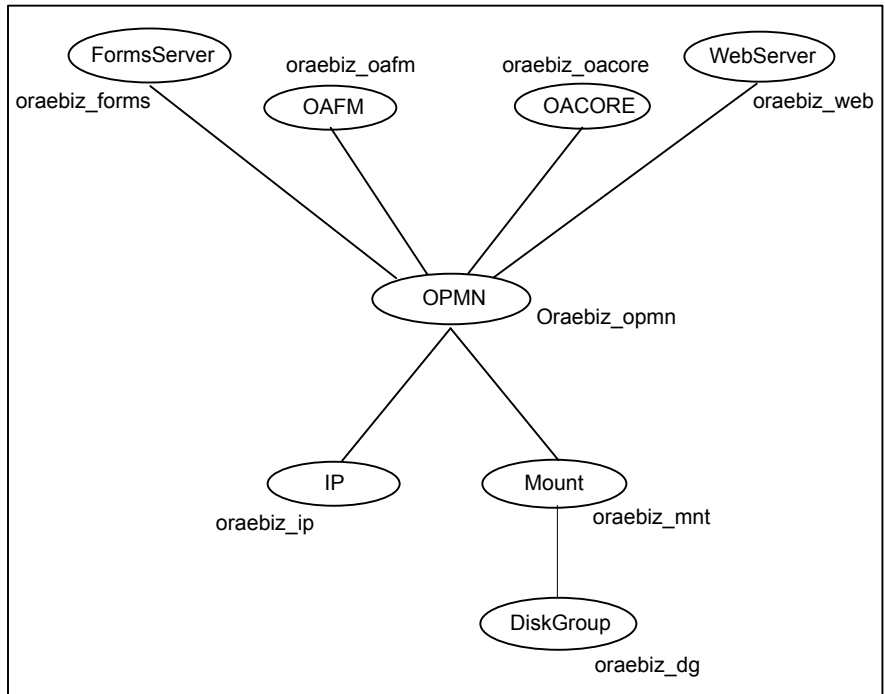 FormsServer
WebServer
oraebiz_oafm
oraebiz_oacore
oraebiz_forms
OAFM
OACORE
oraebiz_web
OPMN
Oraebiz_opmn
IP
Mount
oraebiz_ip
oraebiz_mnt
DiskGroup
oraebiz_dg